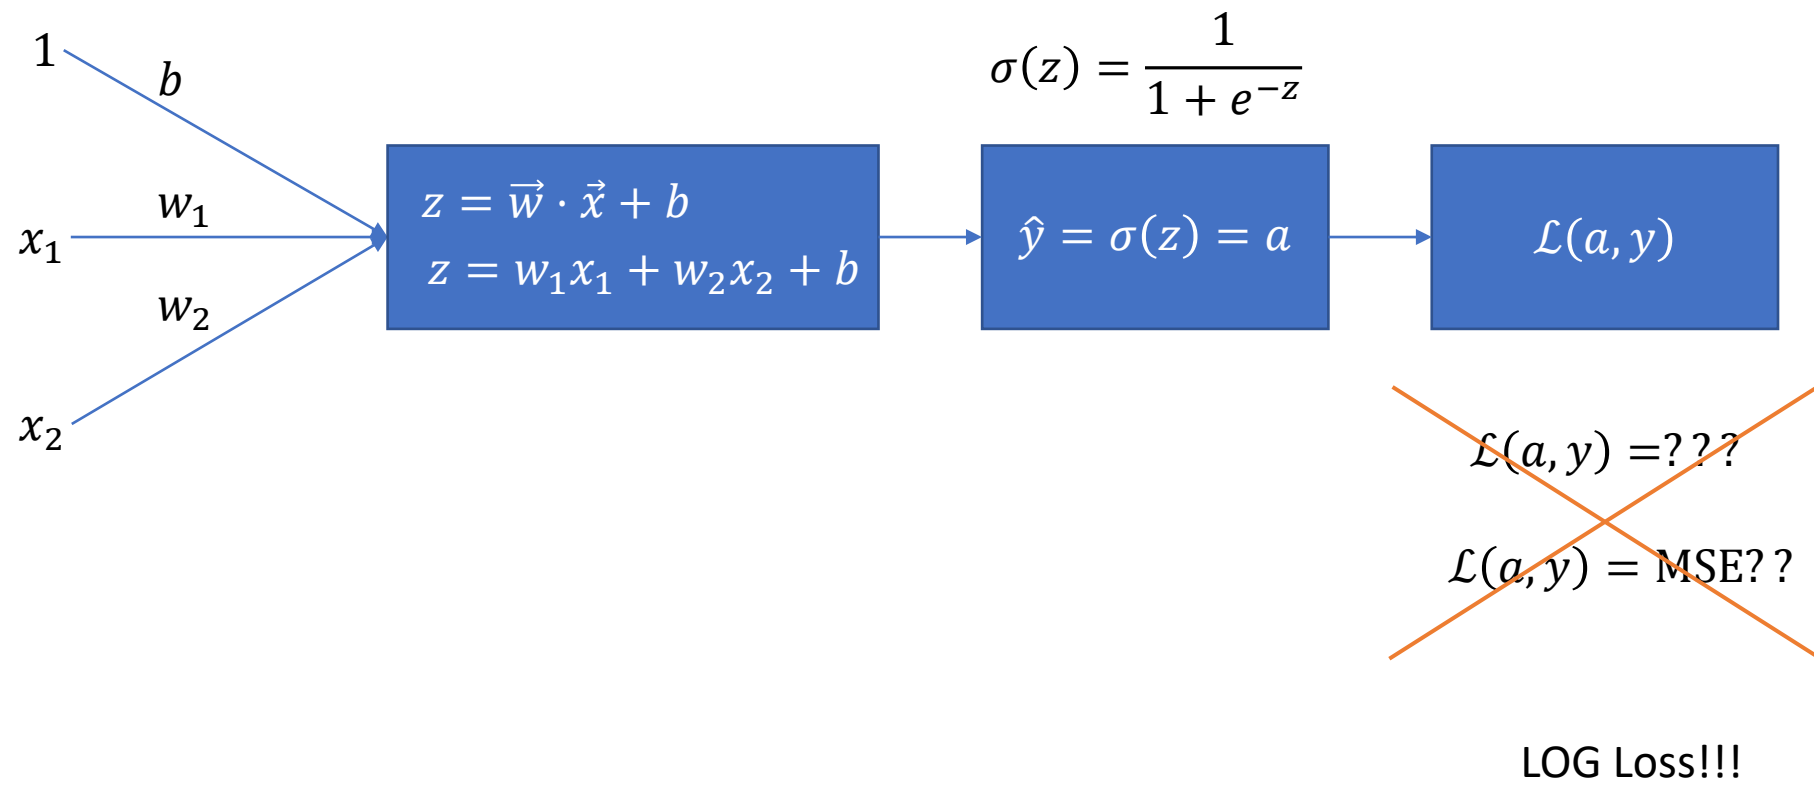 1
b
σ(z) = 1 / (1 + e^{−z})
w₁
x₁
w₂
x₂
z = w⃗ · x⃗ + b
z = w₁x₁ + w₂x₂ + b
ŷ = σ(z) = a
ℒ(a, y)
ℒ(a, y) =???
ℒ(a, y) = MSE??
LOG Loss!!!